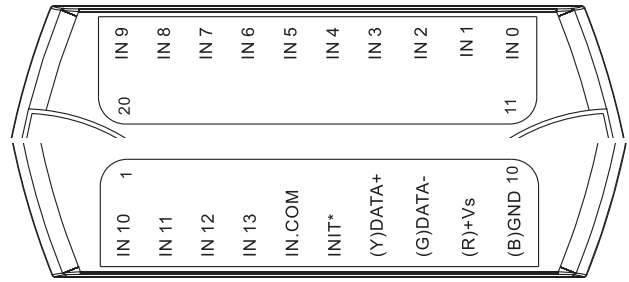 IN 9
IN 8
IN 7
IN 6
IN 5
IN 4
IN 3
IN 2
IN 1
IN 0
20
11
1
10
IN 10
IN 11
IN 12
IN 13
IN.COM
INIT*
(Y)DATA+
(G)DATA-
(R)+Vs
(B)GND